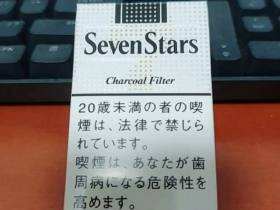 SevenStars
Charcoal Filter
20歳未満の者の喫
煙は、法律で禁じら
れています。
喫煙は、あなたが歯
周病になる危険性を
高めます。